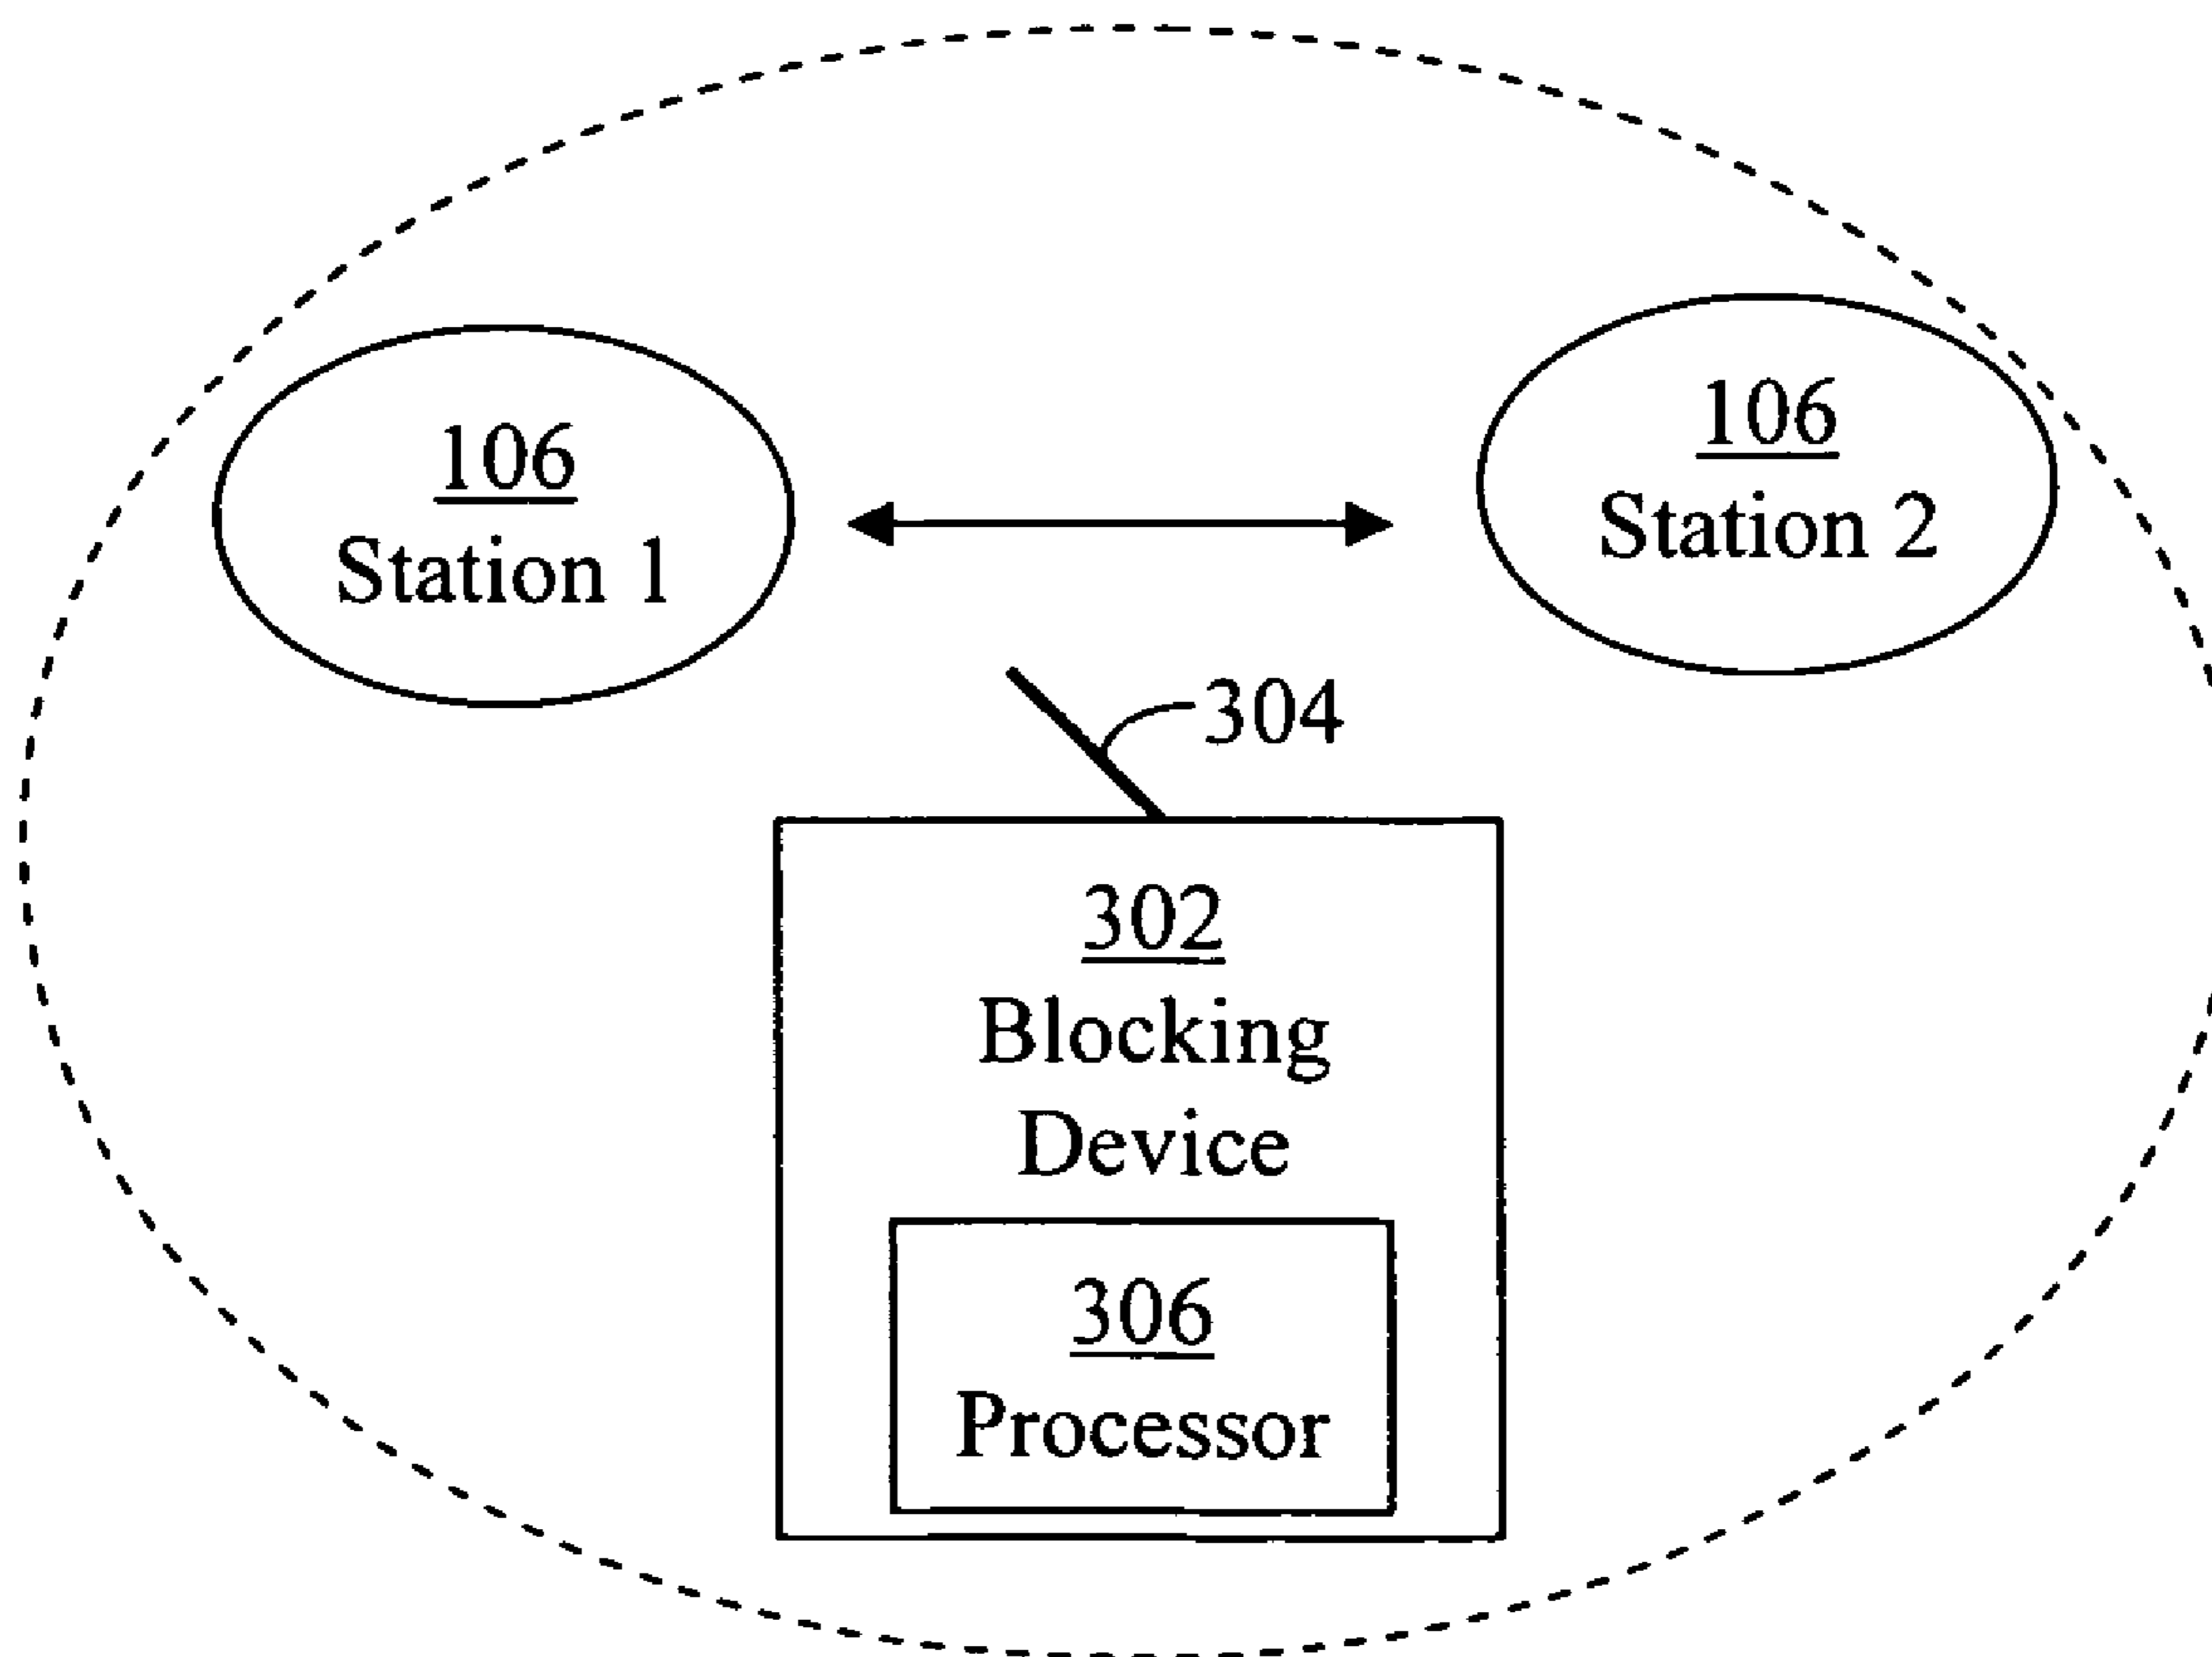 106
Station 1
106
Station 2
304
302
Blocking
Device
306
Processor